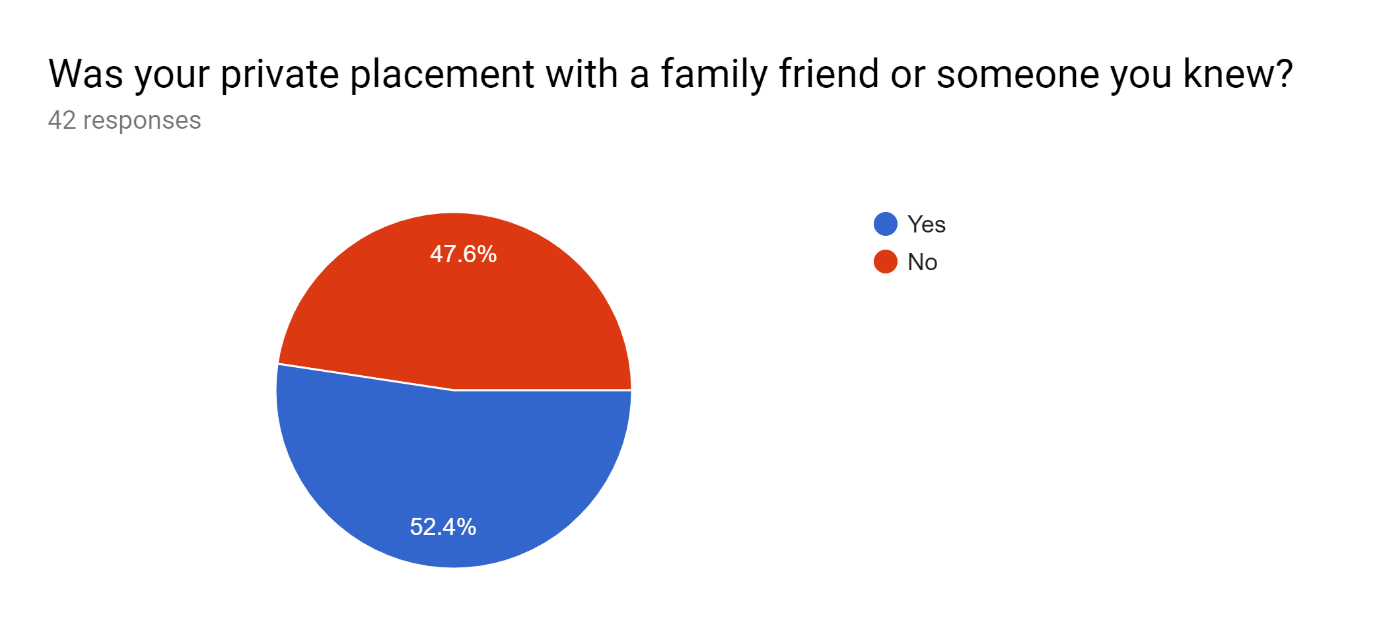 Was your private placement with a family friend or someone you knew?
42 responses
47.6%
52.4%
Yes
No